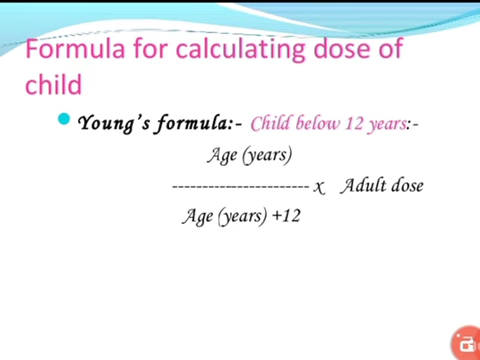 Formula for calculating dose of
child
Young's formula:- Child below 12 years:-
Age (years)
----------------------- x Adult dose
Age (years) +12